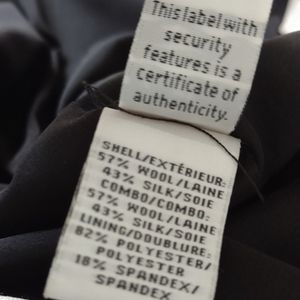 This label with
security
features is a
certificate of
authenticity.
SHELL/EXTÉRIEUR:
57% WOOL/LAINE
43% SILK/SOIE
COMBO/COMBO:
57% WOOL/LAINE
43% SILK/SOIE
LINING/DOUBLURE:
82% POLYESTER/
POLYESTER
18% SPANDEX/
SPANDEX